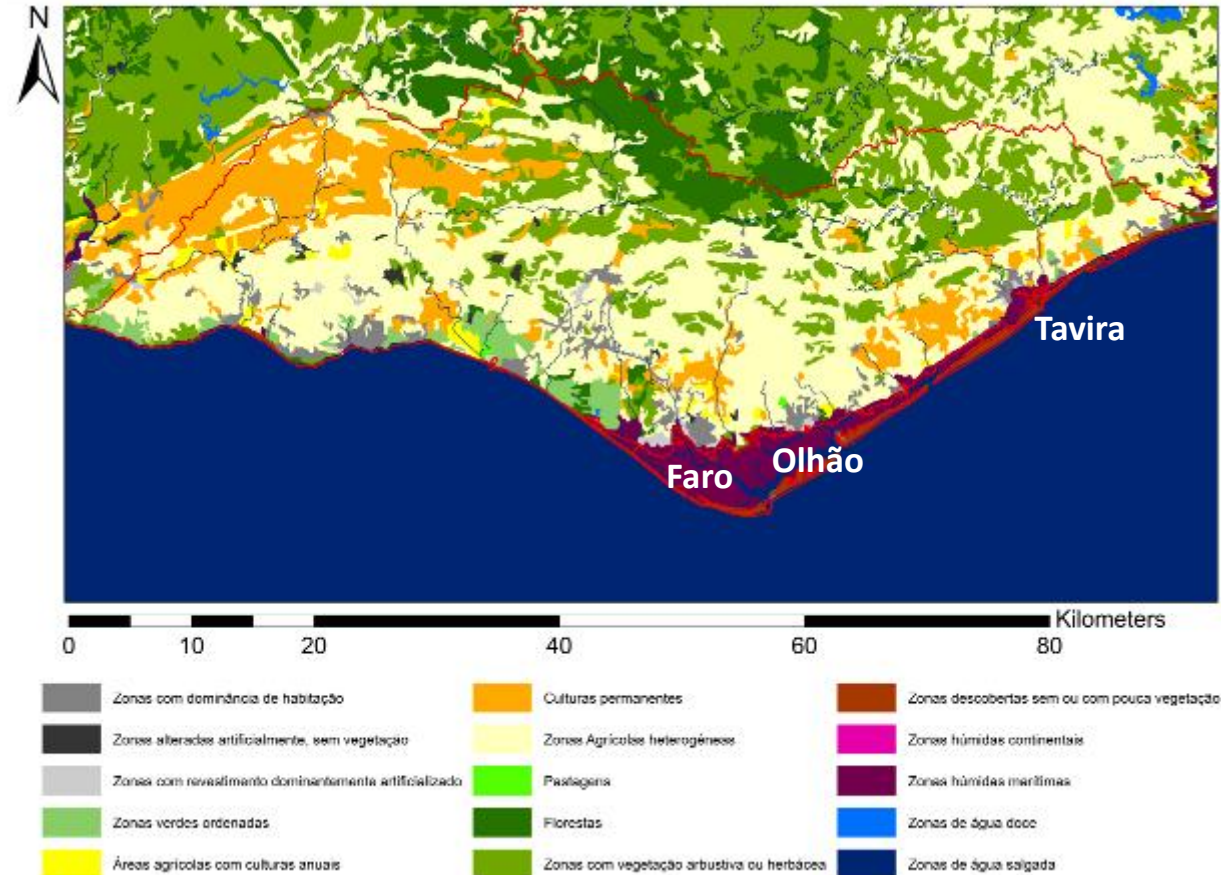 N
Tavira
Olhão
Faro
Kilometers
0 10 20 40 60 80
Zonas com dominância de habitação
Zonas alteradas artificialmente, sem vegetação
Zonas com revestimento dominantemente artificializado
Zonas verdes ordenadas
Áreas agrícolas com culturas anuais
Culturas permanentes
Zonas Agrícolas heterogéneas
Pastagens
Florestas
Zonas com vegetação arbustiva ou herbácea
Zonas descobertas sem ou com pouca vegetação
Zonas húmidas continentais
Zonas húmidas marítimas
Zonas de água doce
Zonas de água salgada